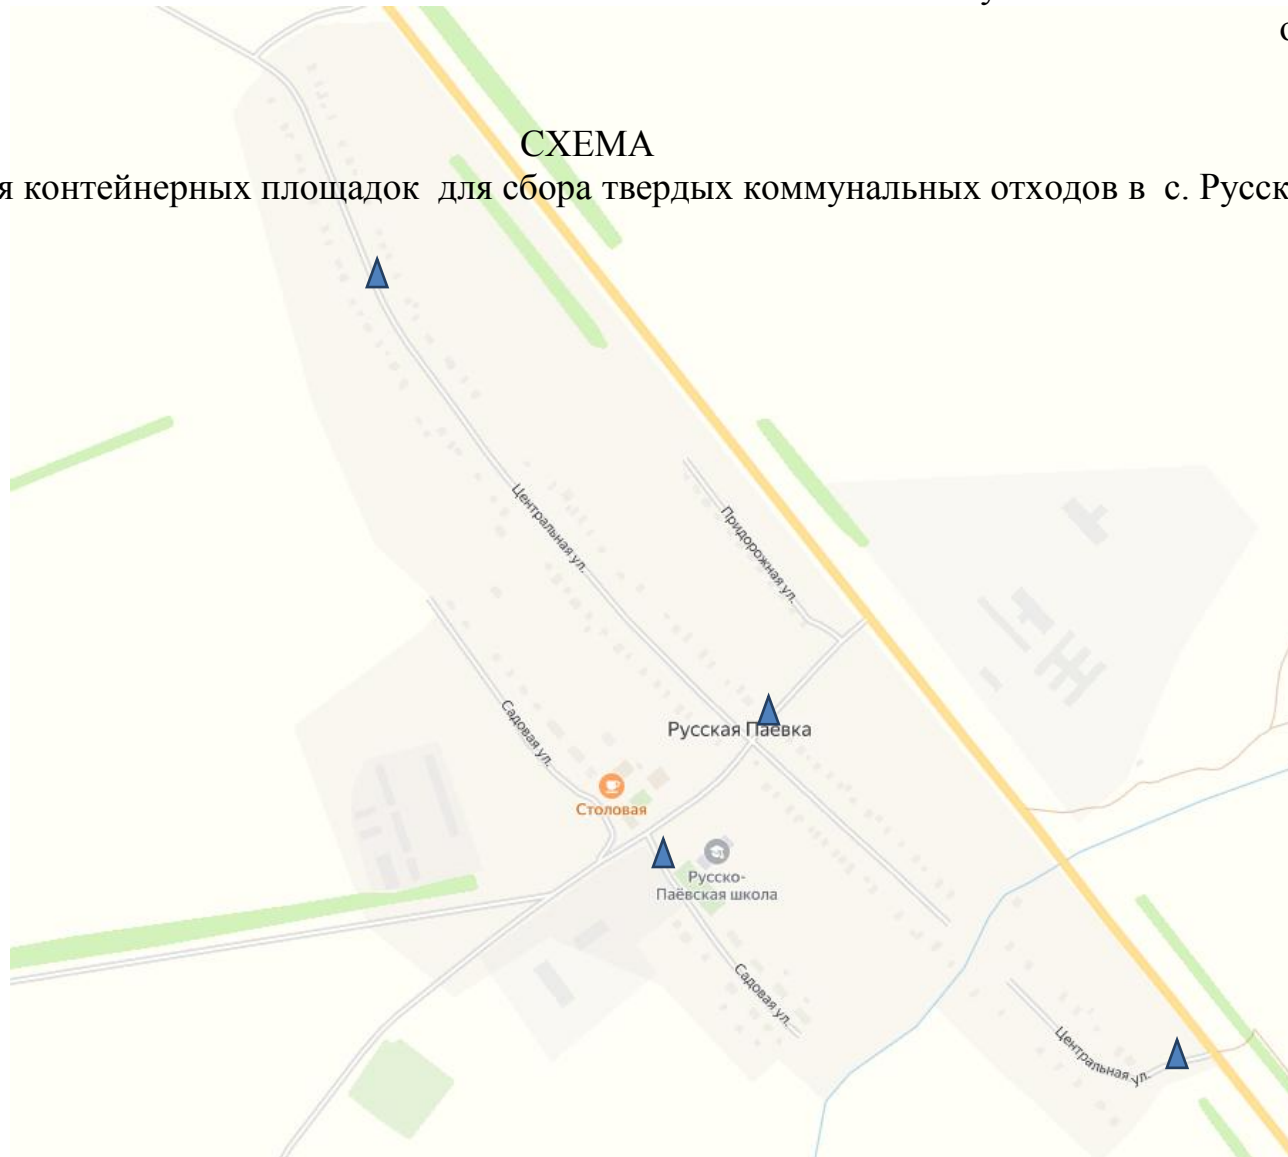 СХЕМА
я контейнерных площадок для сбора твердых коммунальных отходов в с. Русск
Центральная ул.
Придорожная ул.
Садовая ул.
Русская Паёвка
Столовая
Русско-
Паёвская школа
Садовая ул.
Центральная ул.